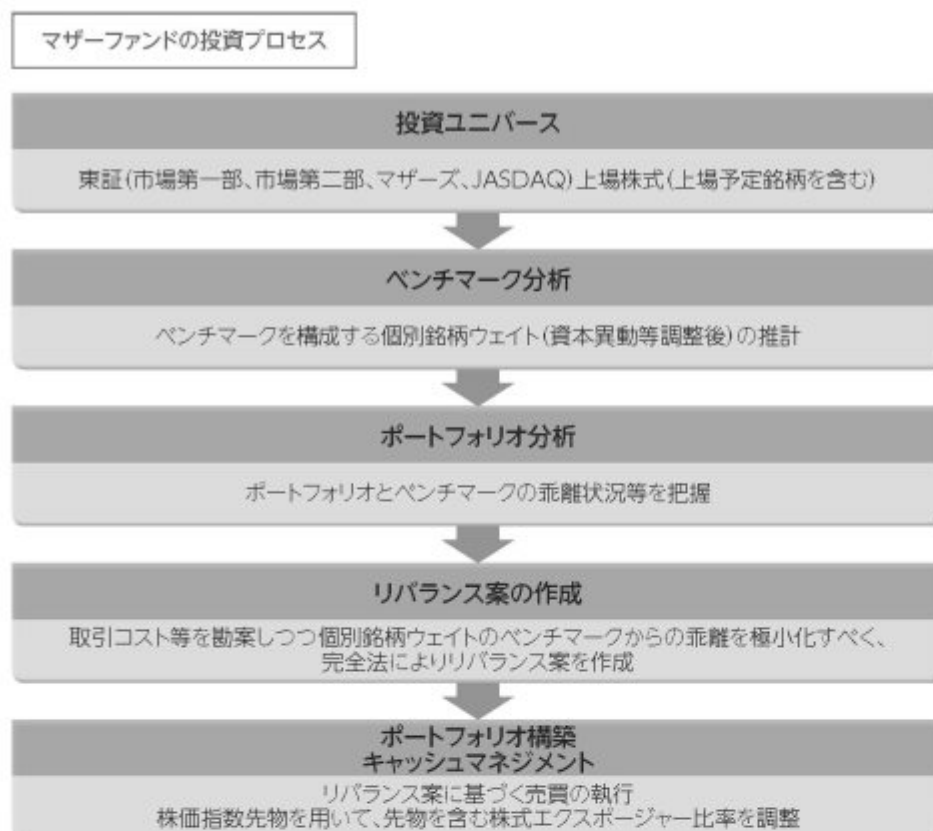 マザーファンドの投資プロセス
投資ユニバース
東証(市場第一部、市場第二部、マザーズ、JASDAQ)上場株式(上場予定銘柄を含む)
ベンチマーク分析
ベンチマークを構成する個別銘柄ウェイト(資本異動等調整後)の推計
ポートフォリオ分析
ポートフォリオとベンチマークの乖離状況等を把握
リバランス案の作成
取引コスト等を勘案しつつ個別銘柄ウェイトのベンチマークからの乖離を極小化すべく、
完全法によりリバランス案を作成
ポートフォリオ構築
キャッシュマネジメント
リバランス案に基づく売買の執行
株価指数先物を用いて、先物を含む株式エクスポージャー比率を調整